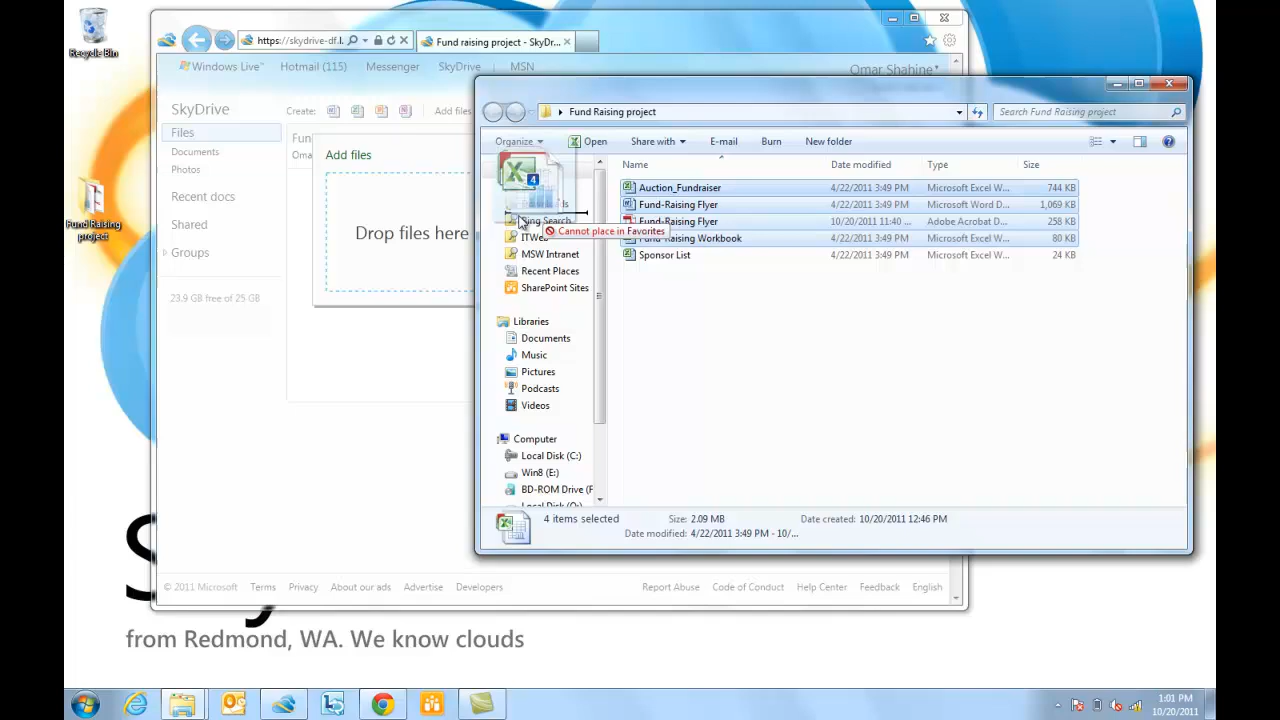 Recycle Bin
https://skydrive-df.l.
Fund raising project - SkyDr...
Windows Live™
Hotmail (115)
Messenger
SkyDrive
MSN
Omar Shahine
SkyDrive
Create:
Add files
Files
Documents
Photos
Recent docs
Shared
Groups
23.9 GB free of 25 GB
Fun
Oma
Add files
Drop files here
Fund Raising project
Fund Raising project
Search Fund Raising project
Organize
Open
Share with
E-mail
Burn
New folder
Name
Date modified
Type
Size
Auction_Fundraiser
4/22/2011 3:49 PM
Microsoft Excel W...
744 KB
Fund-Raising Flyer
4/22/2011 3:49 PM
Microsoft Word D...
1,069 KB
Fund-Raising Flyer
10/20/2011 11:40 ...
Adobe Acrobat D...
258 KB
Fund-Raising Workbook
4/22/2011 3:49 PM
Microsoft Excel W...
80 KB
Sponsor List
4/22/2011 3:49 PM
Microsoft Excel W...
24 KB
4
Bing Search
Cannot place in Favorites
ITWeb
MSW Intranet
Recent Places
SharePoint Sites
Libraries
Documents
Music
Pictures
Podcasts
Videos
Computer
Local Disk (C:)
Win8 (E:)
BD-ROM Drive (F
4 items selected
Size: 2.09 MB
Date created: 10/20/2011 12:46 PM
Date modified: 4/22/2011 3:49 PM - 10/...
© 2011 Microsoft
Terms
Privacy
About our ads
Advertise
Developers
Report Abuse
Code of Conduct
Help Center
Feedback
English
from Redmond, WA. We know clouds
1:01 PM
10/20/2011